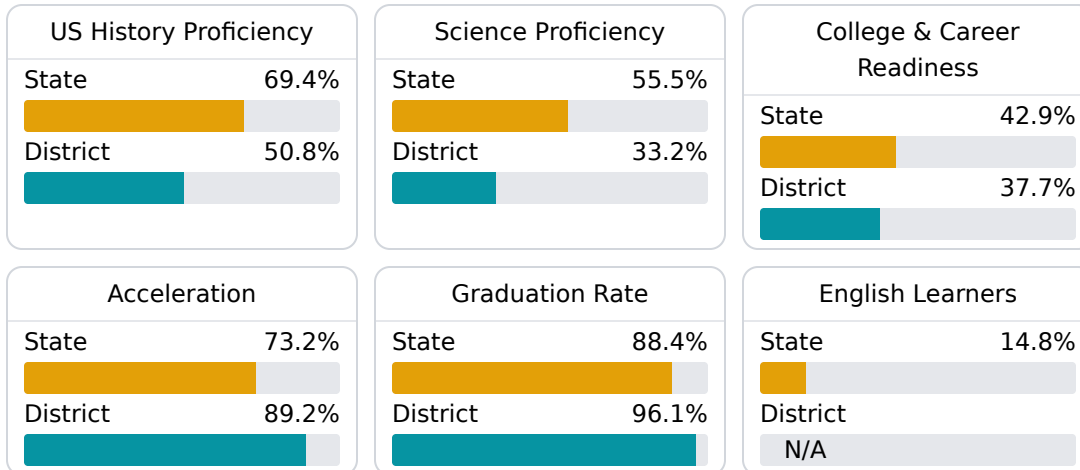 US History Proficiency
State 69.4%
District 50.8%
Science Proficiency
State 55.5%
District 33.2%
College & Career
Readiness
State 42.9%
District 37.7%
Acceleration
State 73.2%
District 89.2%
Graduation Rate
State 88.4%
District 96.1%
English Learners
State 14.8%
District
N/A